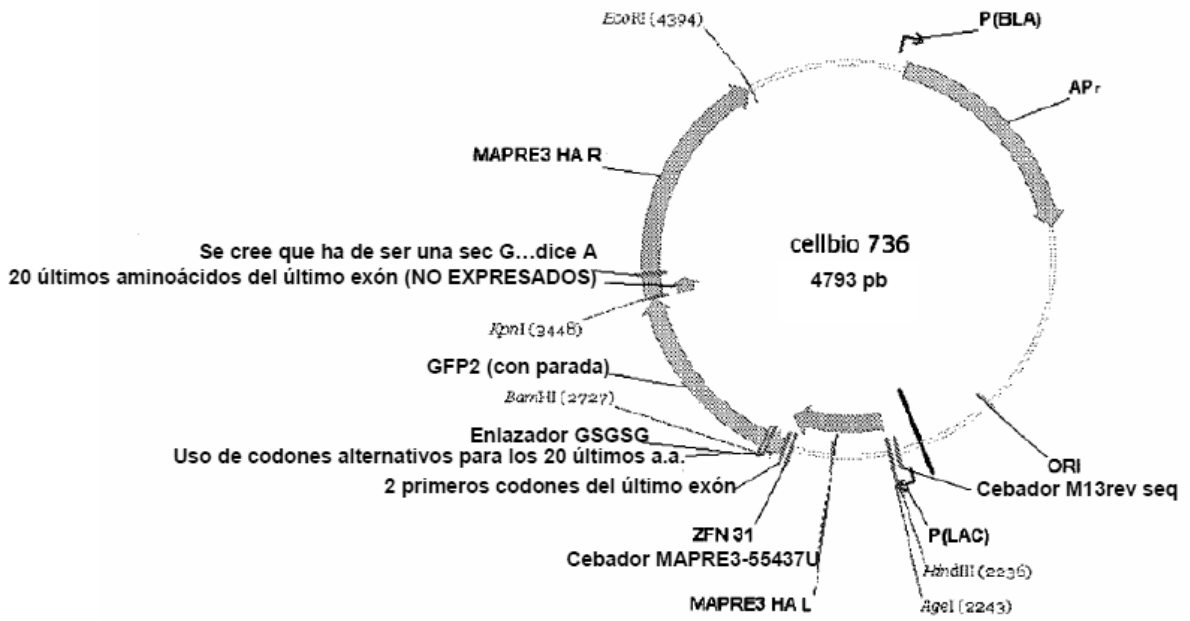 EcoRI (4394)
P(BLA)
APr
MAPRE3 HA R
Se cree que ha de ser una sec G...dice A
20 últimos aminoácidos del último exón (NO EXPRESADOS)
cellbio 736
4793 pb
KpnI (3448)
GFP2 (con parada)
BamHI (2727)
Enlazador GSGSG
Uso de codones alternativos para los 20 últimos a.a.
2 primeros codones del último exón
ORI
Cebador M13rev seq
ZFN 31
P(LAC)
Cebador MAPRE3-55437U
HindIII (2236)
MAPRE3 HA L
AgeI (2243)